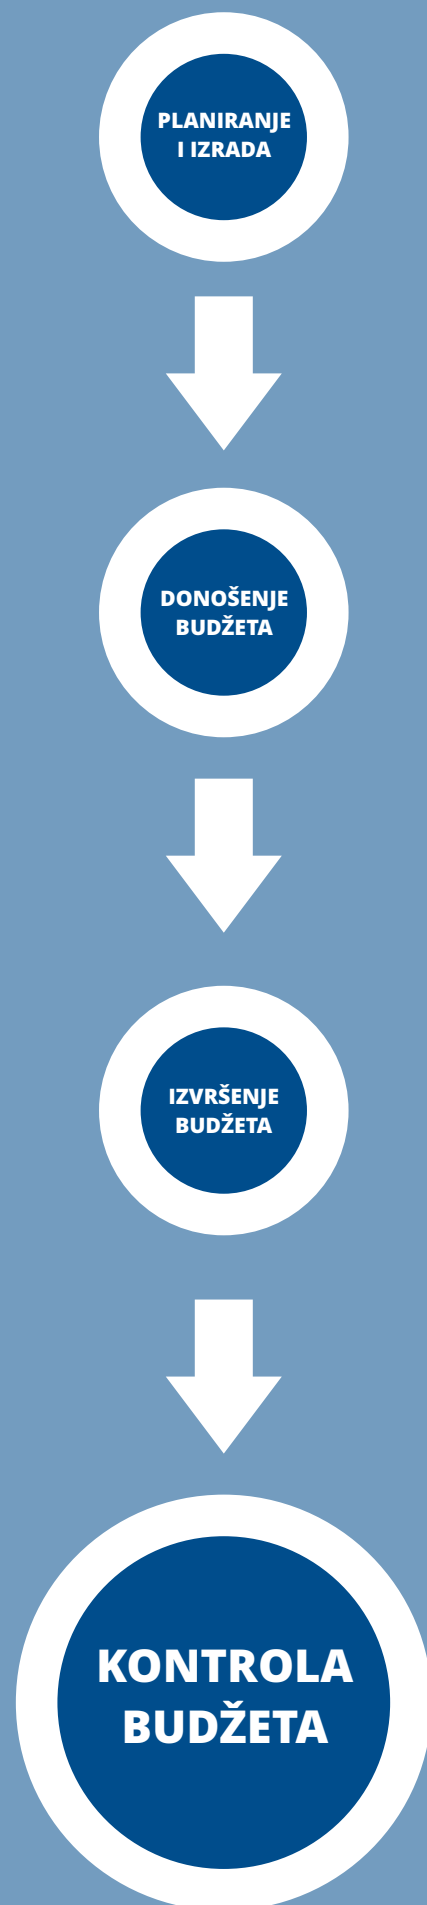 PLANIRANJE
I IZRADA
DONOŠENJE
BUDŽETA
IZVRŠENJE
BUDŽETA
KONTROLA
BUDŽETA